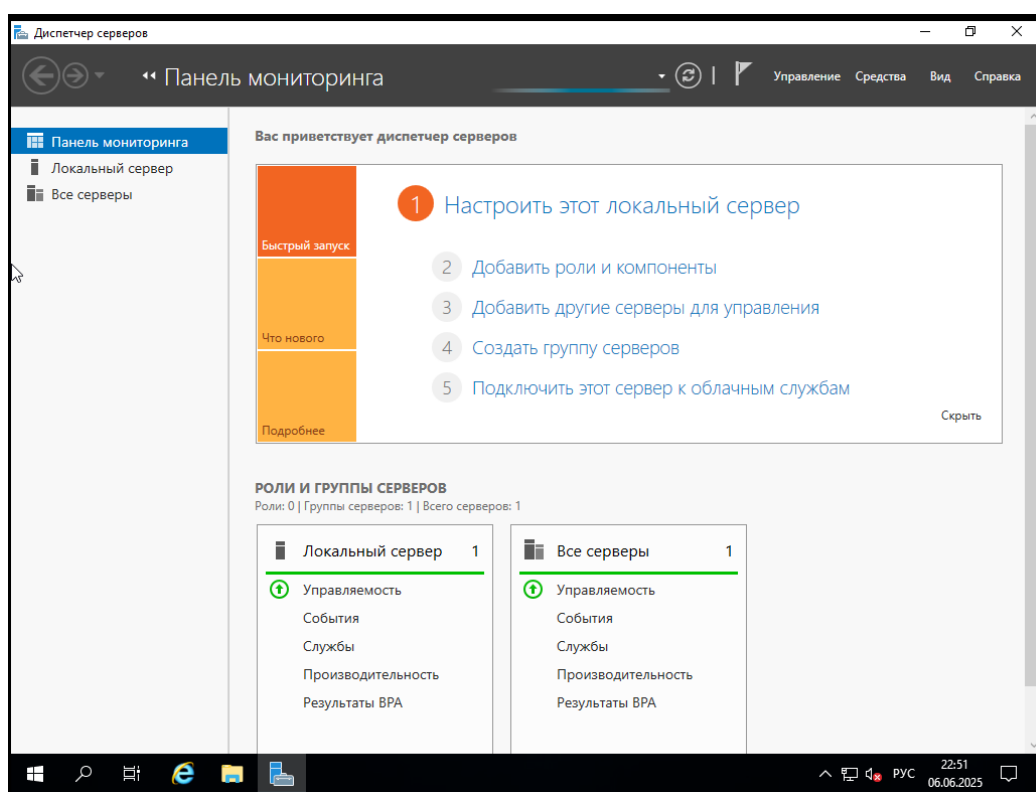 Диспетчер серверов
Панель мониторинга
Управление Средства Вид Справка
Панель мониторинга
Локальный сервер
Все серверы
Вас приветствует диспетчер серверов
Быстрый запуск
Что нового
Подробнее
1 Настроить этот локальный сервер
2 Добавить роли и компоненты
3 Добавить другие серверы для управления
4 Создать группу серверов
5 Подключить этот сервер к облачным службам
Скрыть
РОЛИ И ГРУППЫ СЕРВЕРОВ
Роли: 0 | Группы серверов: 1 | Всего серверов: 1
Локальный сервер 1
Управляемость
События
Службы
Производительность
Результаты BPA
Все серверы 1
Управляемость
События
Службы
Производительность
Результаты BPA
РУС
22:51
06.06.2025